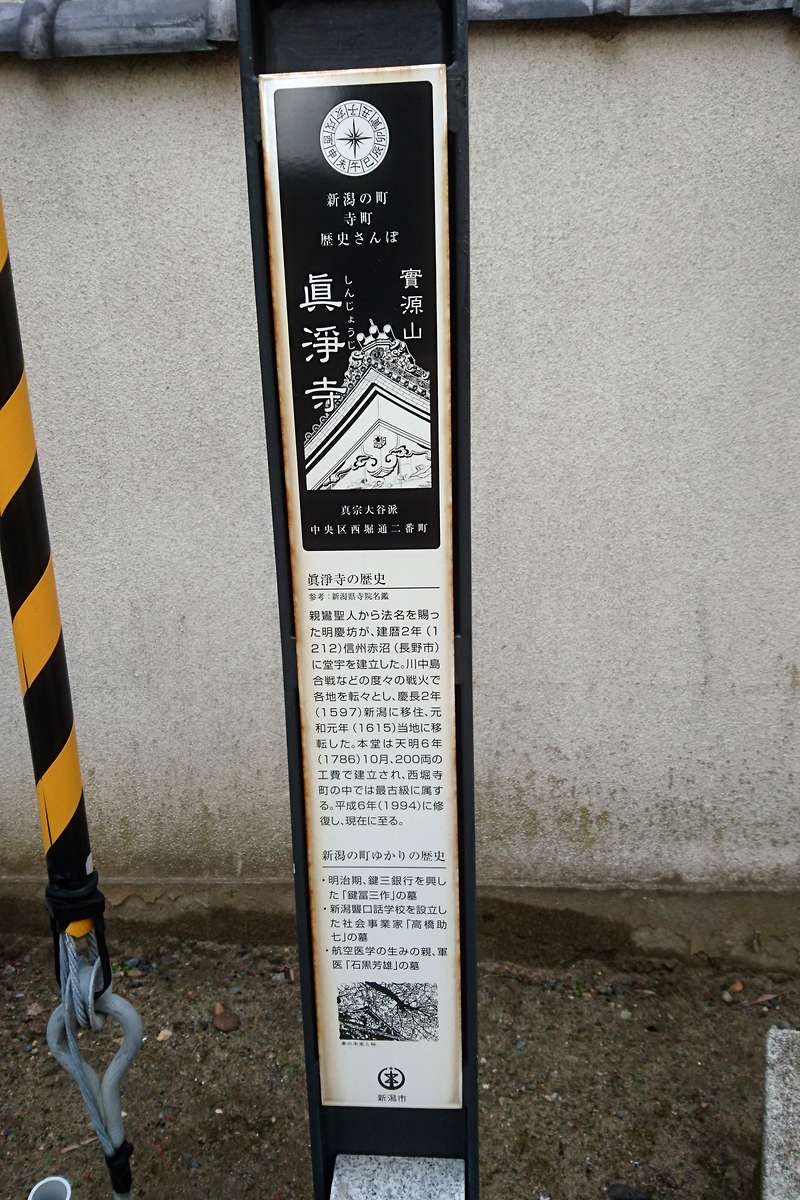 子丑寅卯辰巳午未申酉戌亥
新潟の町
寺町
歴史さんぽ
實源山
しんじょうじ
眞淨寺
真宗大谷派
中央区西堀通二番町
眞淨寺の歴史
参考：新潟県寺院名鑑
親鸞聖人から法名を賜っ
た明慶坊が、建暦2年（1
212）信州赤沼（長野市）
に堂宇を建立した。川中島
合戦などの度々の戦火で
各地を転々とし、慶長2年
（1597）新潟に移住、元
和元年（1615）当地に移
転した。本堂は天明6年
（1786）10月、200両の
工費で建立され、西堀寺
町の中では最古級に属す
る。平成6年（1994）に修
復し、現在に至る。
新潟の町ゆかりの歴史
・明治期、鍵三銀行を興し
た「鍵冨三作」の墓
・新潟聾口話学校を設立し
た社会事業家「高橋助
七」の墓
・航空医学の生みの親、軍
医「石黒芳雄」の墓
新潟市